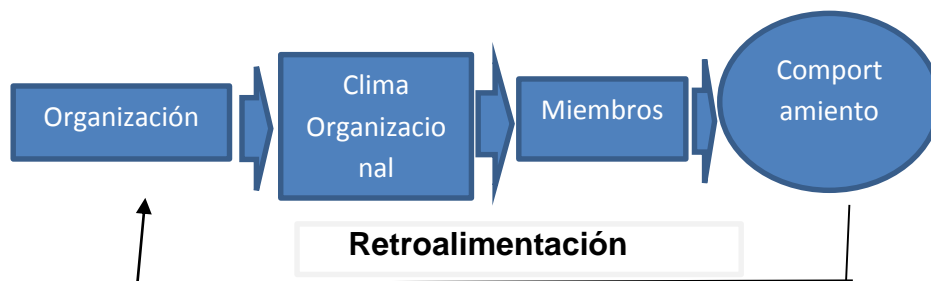 Organización
Clima
Organizacio
nal
Miembros
Comport
amiento
Retroalimentación